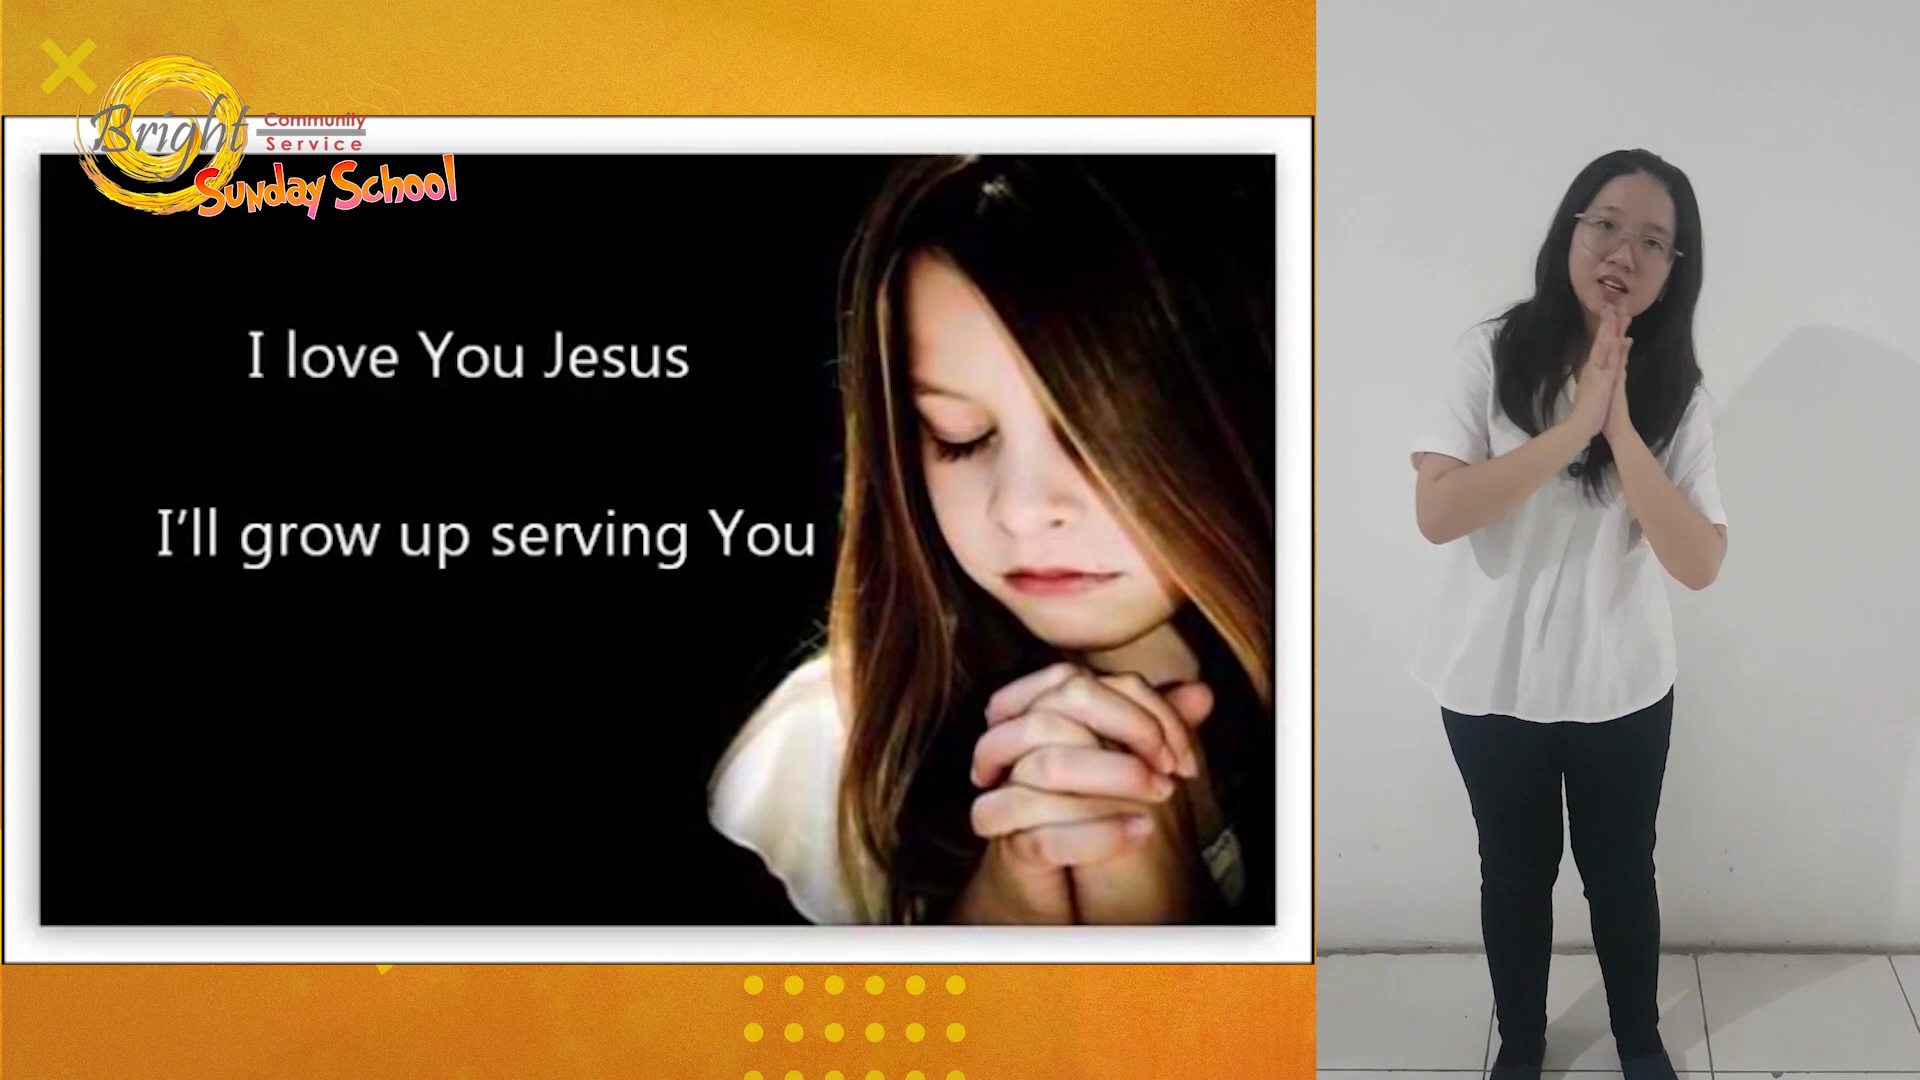 Bright
Community
Service
Sunday School
I love You Jesus
I'll grow up serving You